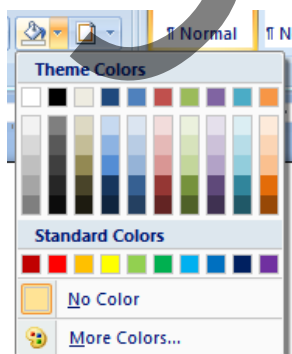 ¶ Normal ¶ N
Theme Colors
Standard Colors
No Color
More Colors...